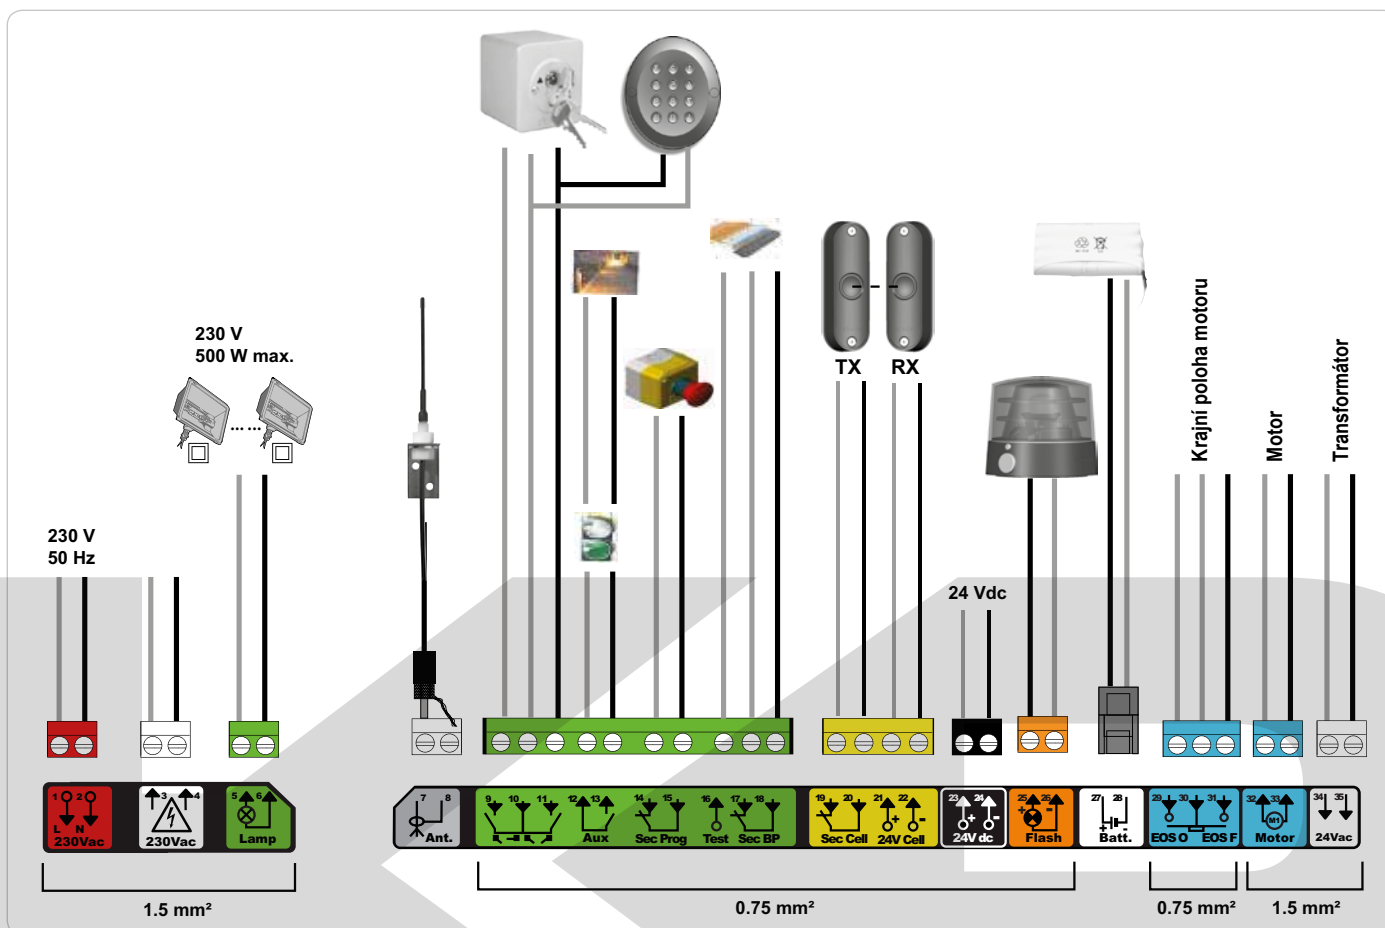 230 V
500 W max.
230 V
50 Hz
TX
RX
24 Vdc
Krajní poloha motoru
Motor
Transformátor
1 2
L N
230Vac
3 4
230Vac
5 6
Lamp
7 8
Ant.
9 10 11
12 13
Aux
14 15
Sec Prog
16
Test
17 18
Sec BP
19 20
Sec Cell
21 22
+ -
24V Cell
23 24
+ -
24V dc
25 26
+ -
Flash
27 28
+ -
Batt.
29 30 31
EOS O EOS F
32 33
M1
Motor
34 35
24Vac
1.5 mm²
0.75 mm²
0.75 mm²
1.5 mm²